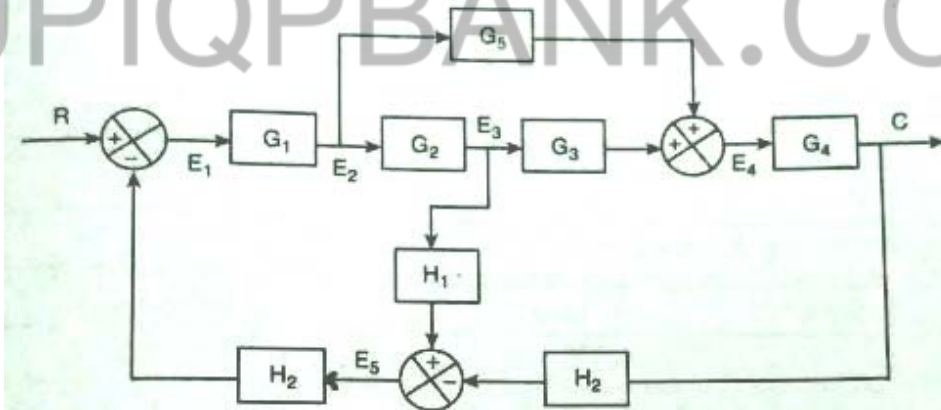 UPIQPBANK.CO
G5
R
+
−
E1
G1
E2
G2
E3
G3
+
+
E4
G4
C
H1
+
−
E5
H2
H2